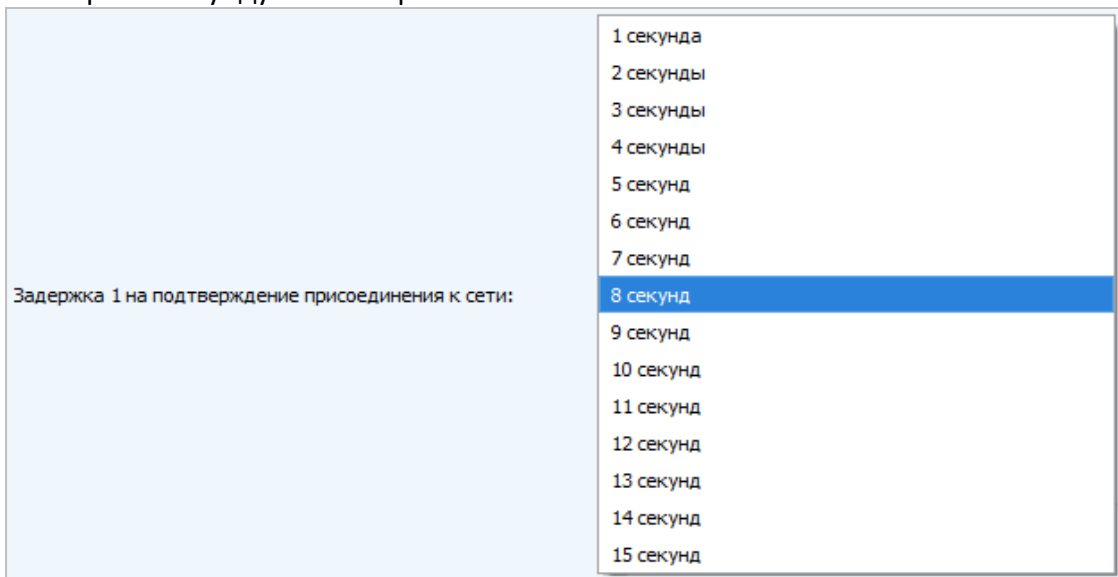 1 секунда
2 секунды
3 секунды
4 секунды
5 секунд
6 секунд
7 секунд
Задержка 1 на подтверждение присоединения к сети:
8 секунд
9 секунд
10 секунд
11 секунд
12 секунд
13 секунд
14 секунд
15 секунд